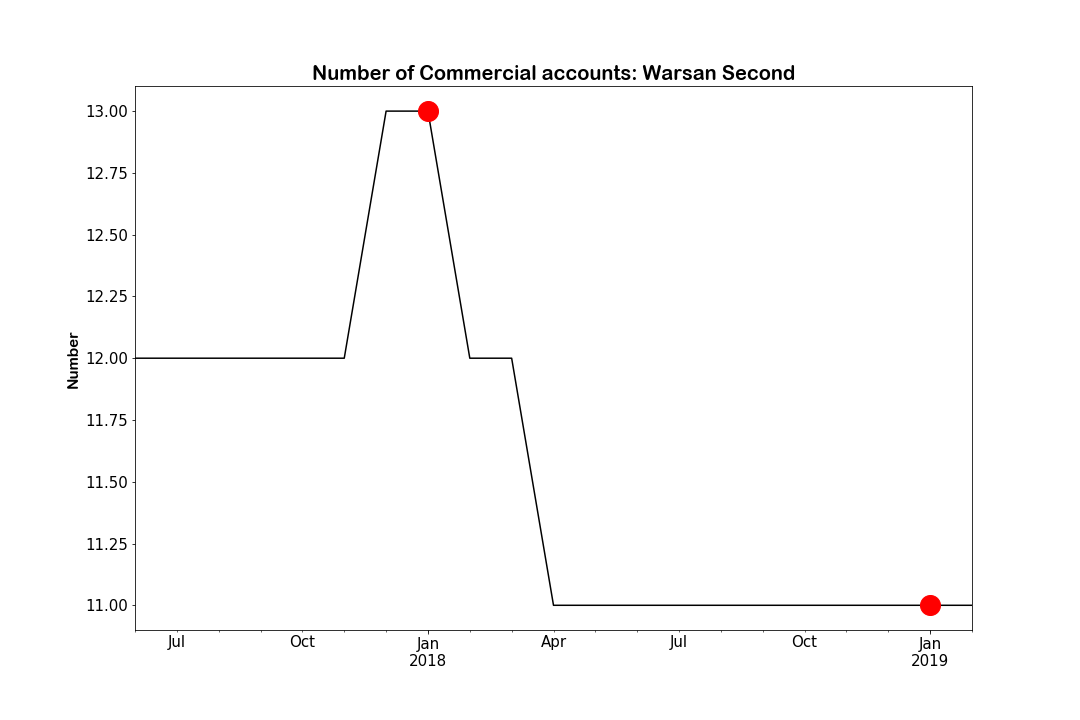 Number of Commercial accounts: Warsan Second
13.00
12.75
12.50
12.25
12.00
11.75
11.50
11.25
11.00
Number
Jul
Oct
Jan
2018
Apr
Jul
Oct
Jan
2019